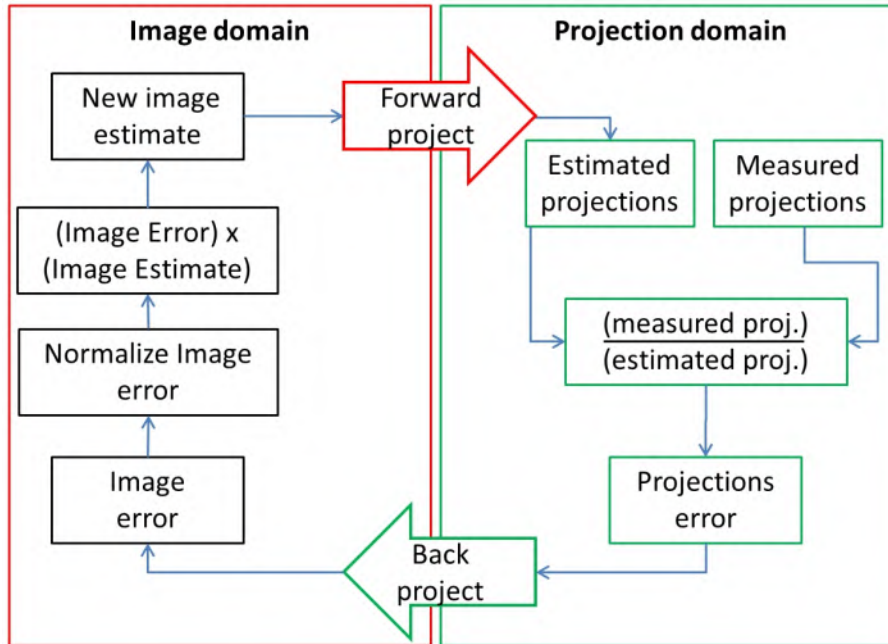 Image domain
Projection domain
New image
estimate
Forward
project
Estimated
projections
Measured
projections
(Image Error) x
(Image Estimate)
(measured proj.)
(estimated proj.)
Normalize Image
error
Image
error
Projections
error
Back
project